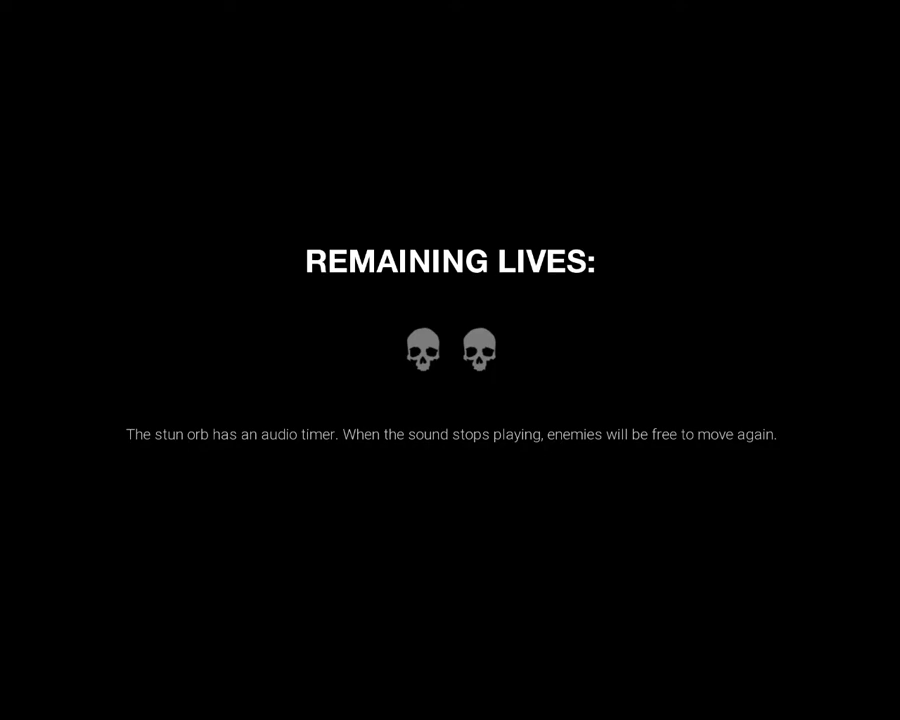 REMAINING LIVES:
The stun orb has an audio timer. When the sound stops playing, enemies will be free to move again.